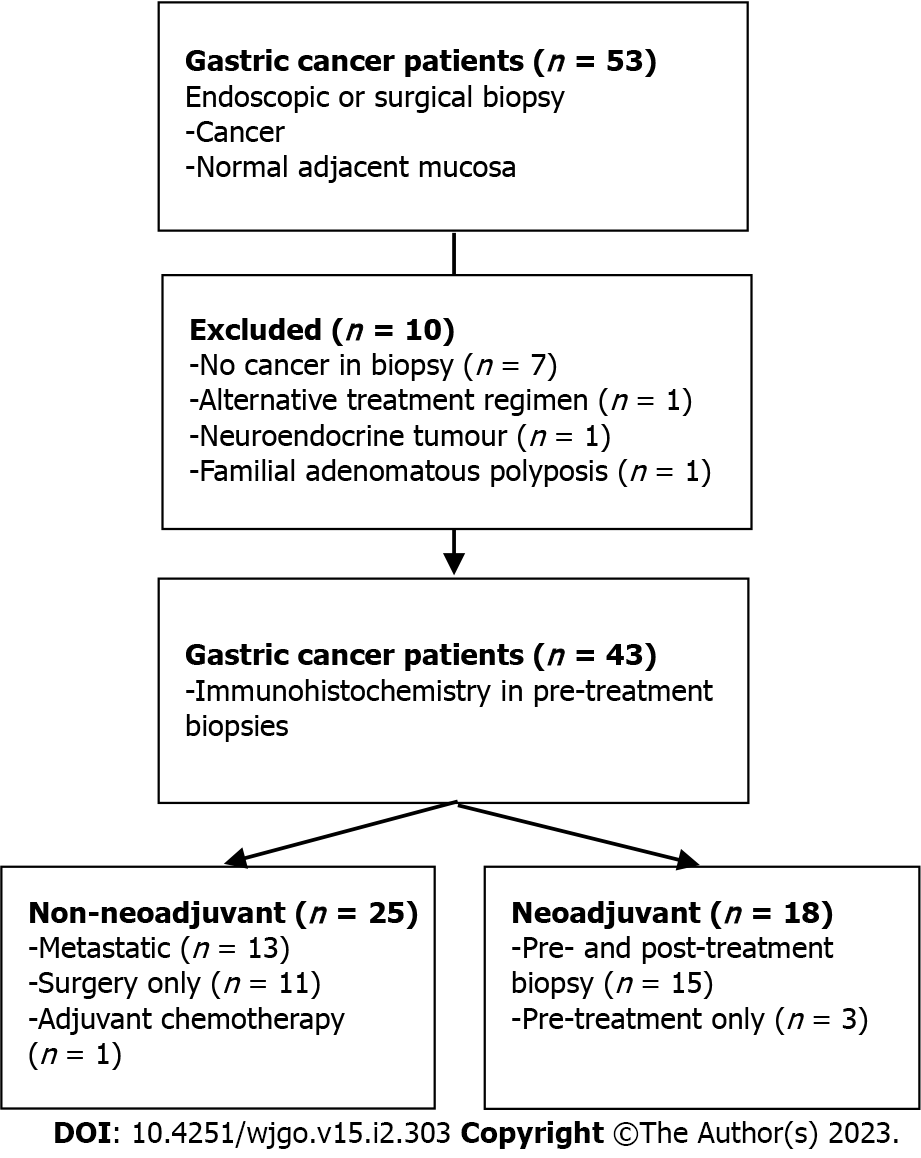 Gastric cancer patients (n = 53)
Endoscopic or surgical biopsy
-Cancer
-Normal adjacent mucosa
Excluded (n = 10)
-No cancer in biopsy (n = 7)
-Alternative treatment regimen (n = 1)
-Neuroendocrine tumour (n = 1)
-Familial adenomatous polyposis (n = 1)
Gastric cancer patients (n = 43)
-Immunohistochemistry in pre-treatment
biopsies
Non-neoadjuvant (n = 25)
-Metastatic (n = 13)
-Surgery only (n = 11)
-Adjuvant chemotherapy
(n = 1)
Neoadjuvant (n = 18)
-Pre- and post-treatment
biopsy (n = 15)
-Pre-treatment only (n = 3)
DOI: 10.4251/wjgo.v15.i2.303 Copyright ©The Author(s) 2023.